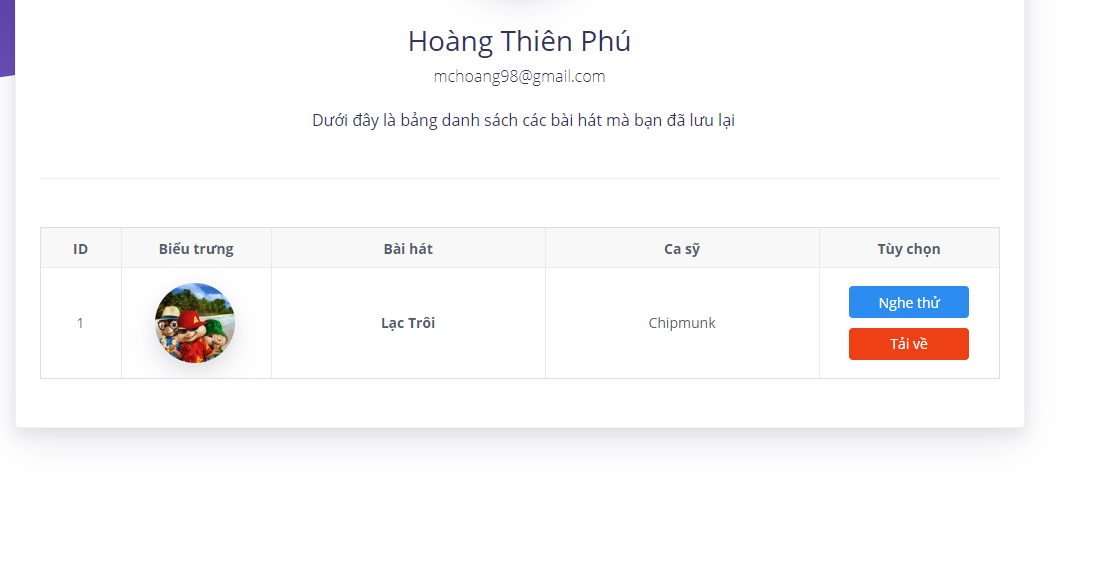 Hoàng Thiên Phú
mchoang98@gmail.com
Dưới đây là bảng danh sách các bài hát mà bạn đã lưu lại
ID Biểu trưng Bài hát Ca sỹ Tùy chọn
1 Lạc Trôi Chipmunk Nghe thử
Tải về